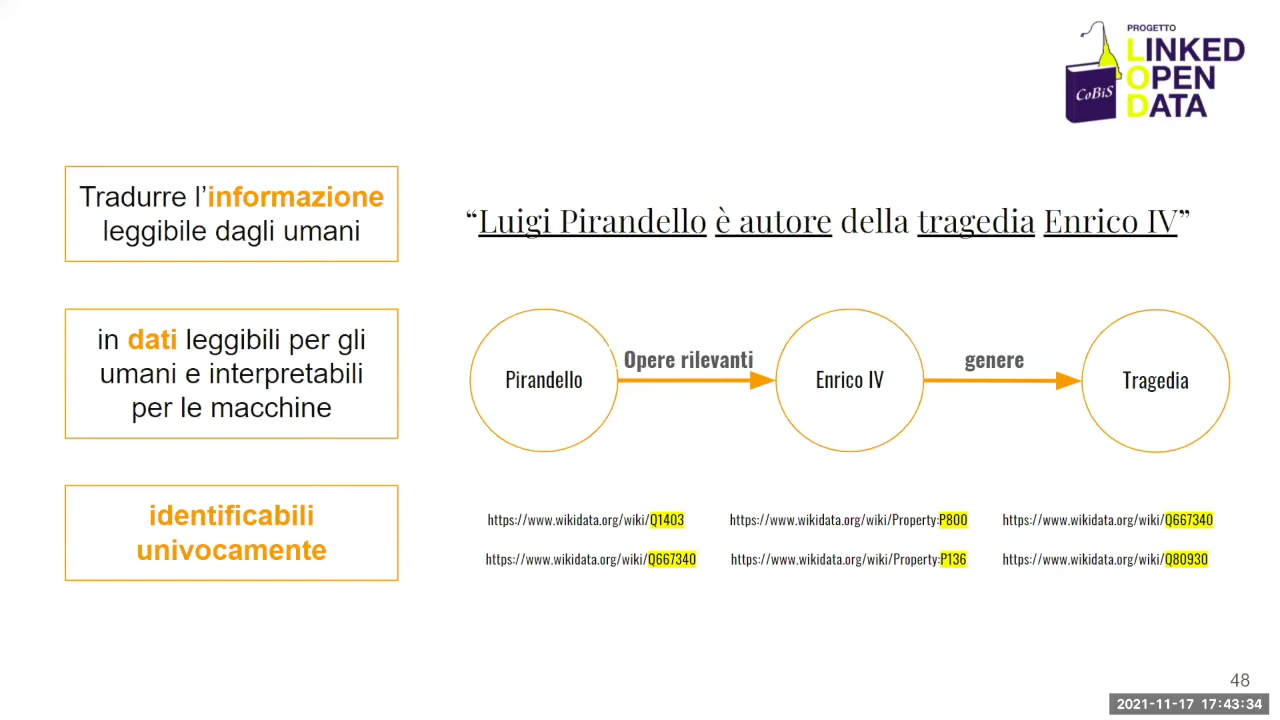 PROGETTO
LINKED
OPEN
DATA
CoBiS
Tradurre l’informazione
leggibile dagli umani
“Luigi Pirandello è autore della tragedia Enrico IV”
in dati leggibili per gli
umani e interpretabili
per le macchine
Pirandello
Opere rilevanti
Enrico IV
genere
Tragedia
identificabili
univocamente
https://www.wikidata.org/wiki/Q1403 https://www.wikidata.org/wiki/Property:P800 https://www.wikidata.org/wiki/Q667340
https://www.wikidata.org/wiki/Q667340 https://www.wikidata.org/wiki/Property:P136 https://www.wikidata.org/wiki/Q80930
48
2021-11-17 17:43:34